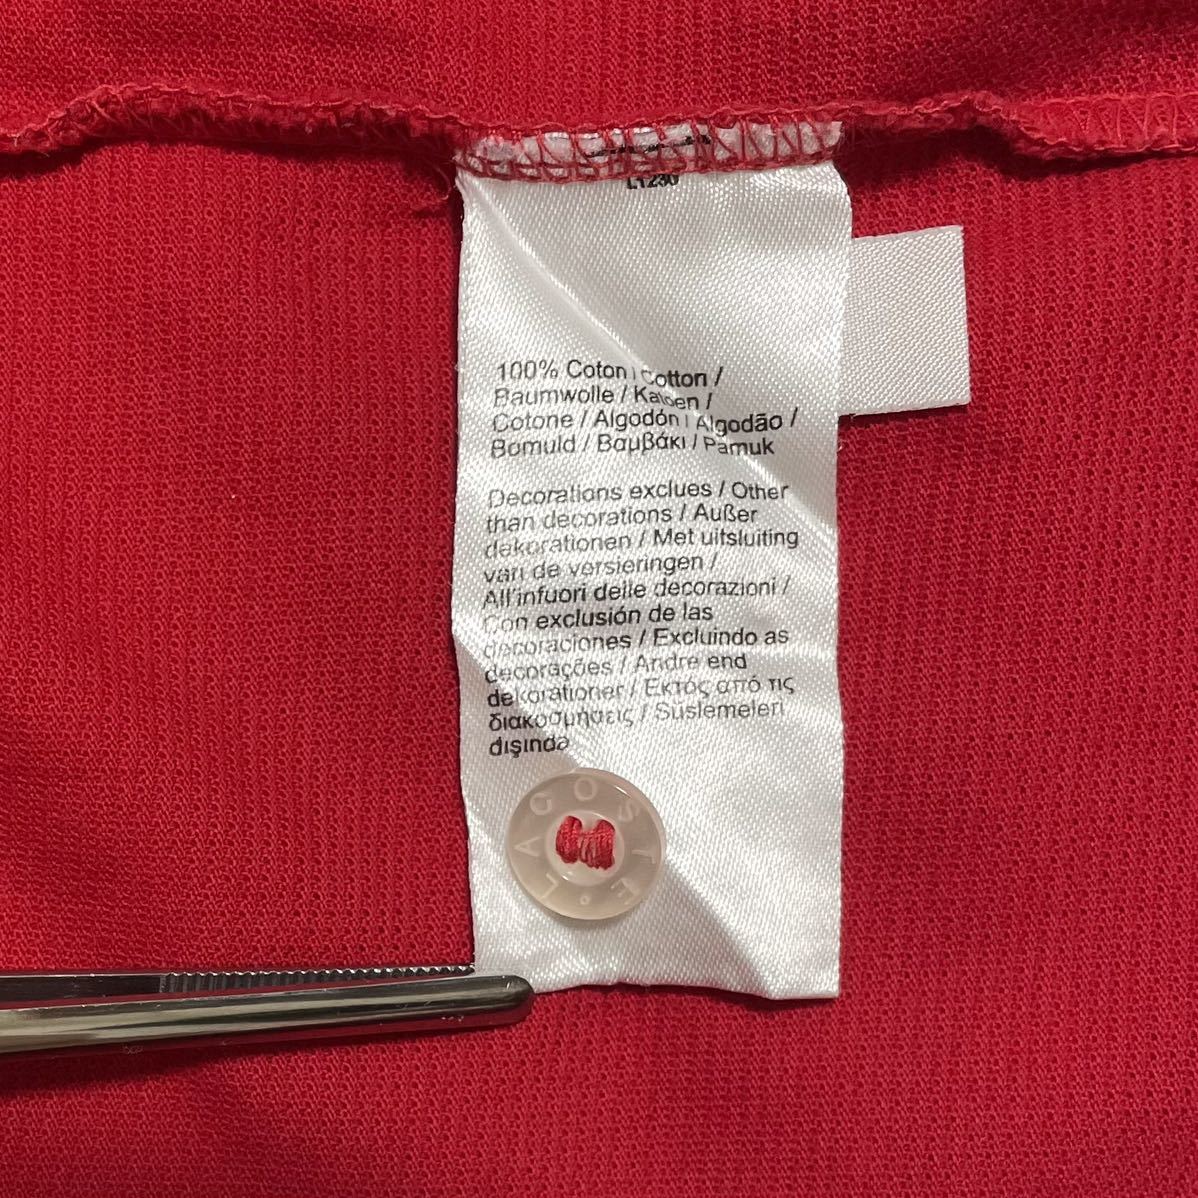 L1230
100% Coton / Cotton /
Baumwolle / Katoen /
Cotone / Algodón / Algodão /
Bomuld / Βαμβάκι / Pamuk
Decorations exclues / Other
than decorations / Außer
dekorationen / Met uitsluiting
van de versieringen /
All'infuori delle decorazioni /
Con exclusión de las
decoraciones / Excluindo as
decorações / Andre end
dekorationer / Εκτός από τις
διακοσμήσεις / Süslemeleri
dışında
LACOSTE